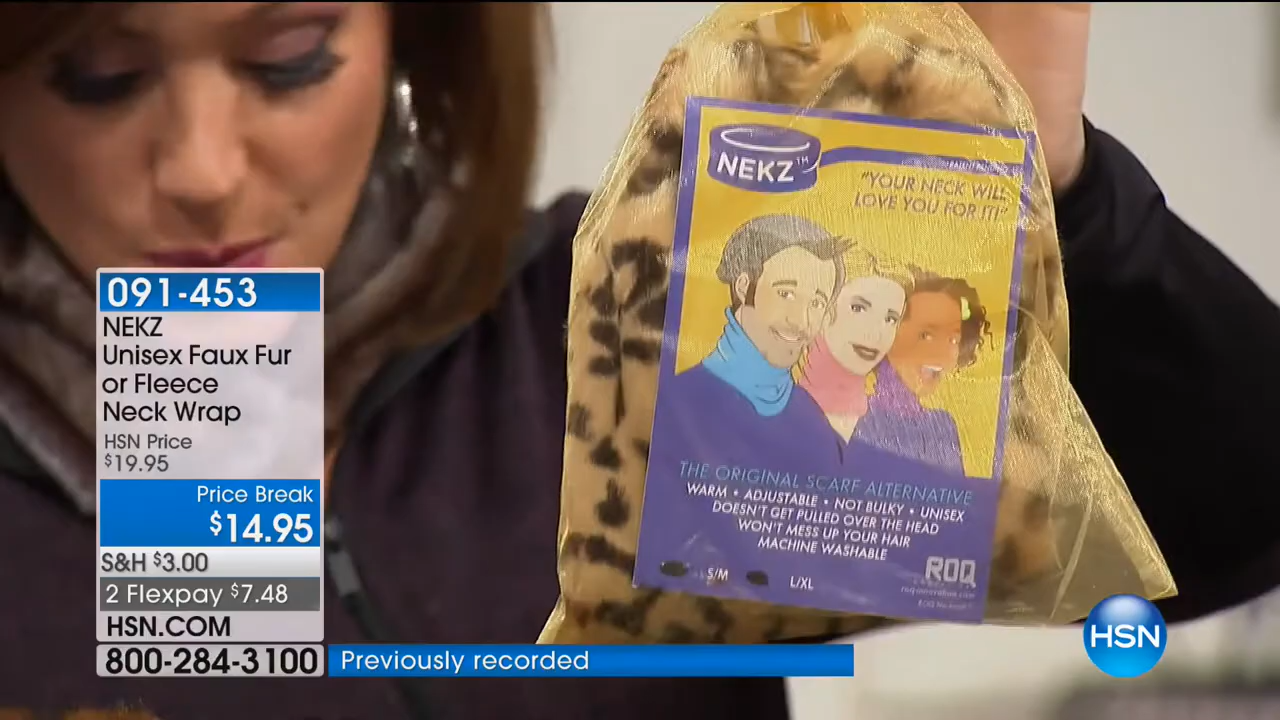 091-453
NEKZ
Unisex Faux Fur
or Fleece
Neck Wrap
HSN Price
$19.95
Price Break
$14.95
S&H $3.00
2 Flexpay $7.48
HSN.COM
800-284-3100
Previously recorded
HSN
NEKZ™
"YOUR NECK WILL
LOVE YOU FOR IT!"
THE ORIGINAL SCARF ALTERNATIVE
WARM • ADJUSTABLE • NOT BULKY • UNISEX
DOESN'T GET PULLED OVER THE HEAD
WON'T MESS UP YOUR HAIR
MACHINE WASHABLE
S/M L/XL
ROQ